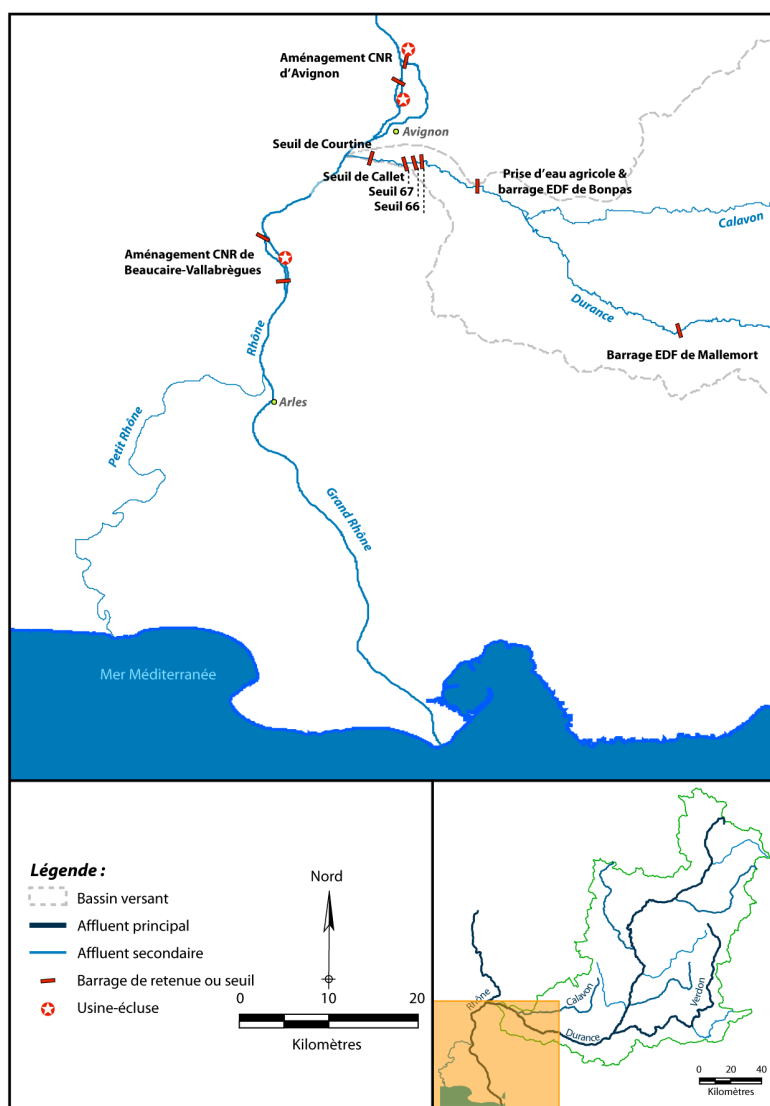 Aménagement CNR
d'Avignon
Avignon
Seuil de Courtine
Seuil de Callet
Seuil 67
Seuil 66
Prise d'eau agricole &
barrage EDF de Bonpas
Calavon
Aménagement CNR de
Beaucaire-Vallabrègues
Durance
Rhône
Barrage EDF de Mallemort
Arles
Petit Rhône
Grand Rhône
Mer Méditerranée
Légende :
Bassin versant
Affluent principal
Affluent secondaire
Barrage de retenue ou seuil
Usine-écluse
Nord
0 10 20
Kilomètres
Rhône
Calavon
Verdon
Durance
0 10 20 40
Kilomètres